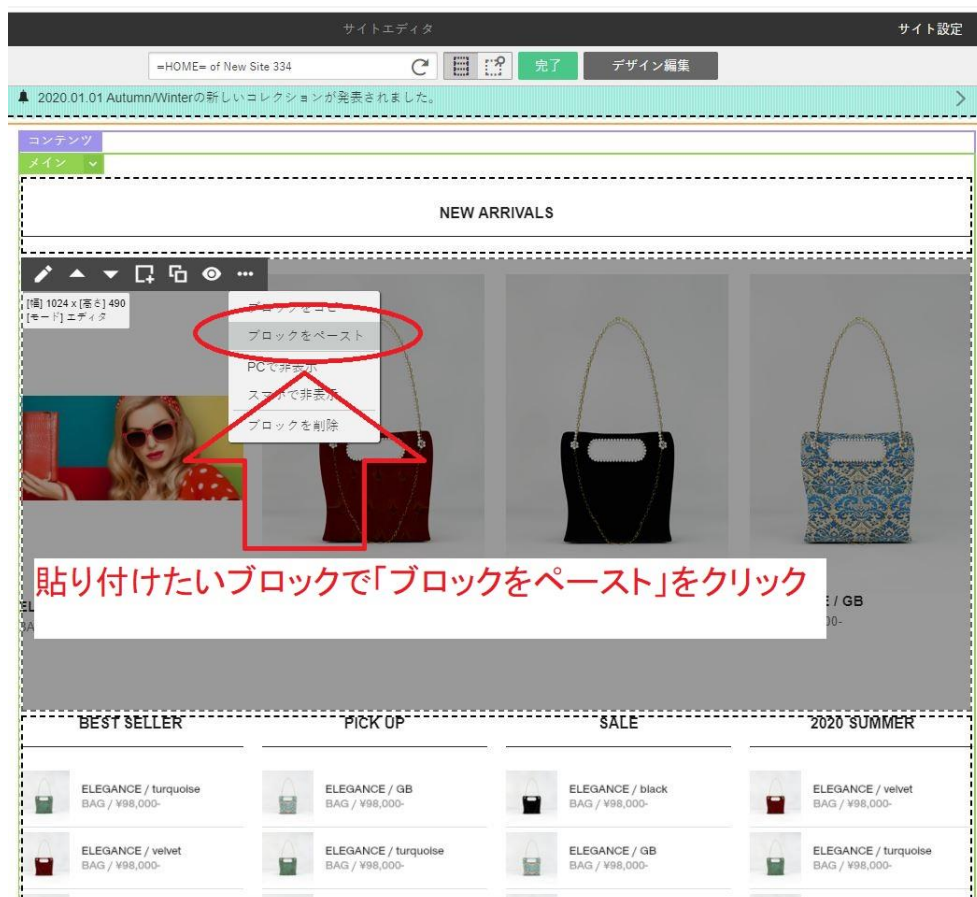 サイトエディタ
サイト設定
=HOME= of New Site 334
完了
デザイン編集
2020.01.01 Autumn/Winterの新しいコレクションが発表されました。
コンテンツ
メイン
NEW ARRIVALS
[幅] 1024 x [高さ] 490
[モード] エディタ
ブロックをコピー
ブロックをペースト
PCで非表示
スマホで非表示
ブロックを削除
貼り付けたいブロックで「ブロックをペースト」をクリック
EL
/ GB
BA
00-
BEST SELLER
PICK UP
SALE
2020 SUMMER
ELEGANCE / turquoise
BAG / ¥98,000-
ELEGANCE / GB
BAG / ¥98,000-
ELEGANCE / black
BAG / ¥98,000-
ELEGANCE / velvet
BAG / ¥98,000-
ELEGANCE / velvet
BAG / ¥98,000-
ELEGANCE / turquoise
BAG / ¥98,000-
ELEGANCE / GB
BAG / ¥98,000-
ELEGANCE / turquoise
BAG / ¥98,000-